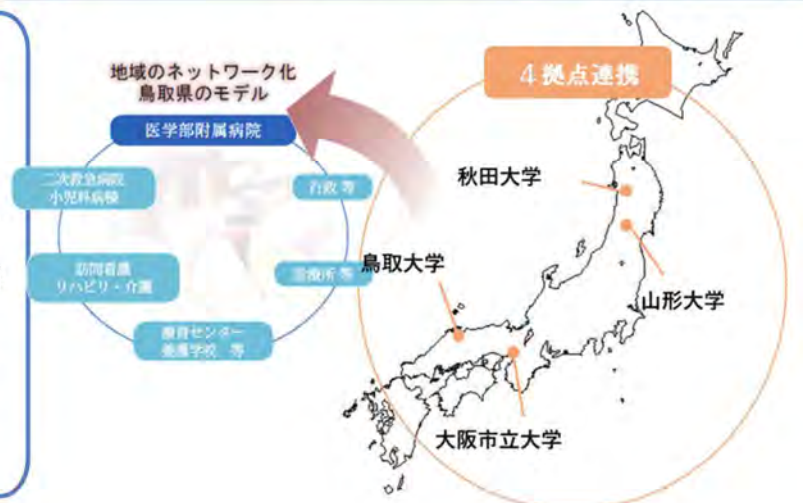 地域のネットワーク化
鳥取県のモデル
医学部附属病院
二次救急病院
小児科病棟
行政 等
訪問看護
リハビリ・介護
診療所 等
療育センター
養護学校 等
4 拠点連携
秋田大学
鳥取大学
山形大学
大阪市立大学